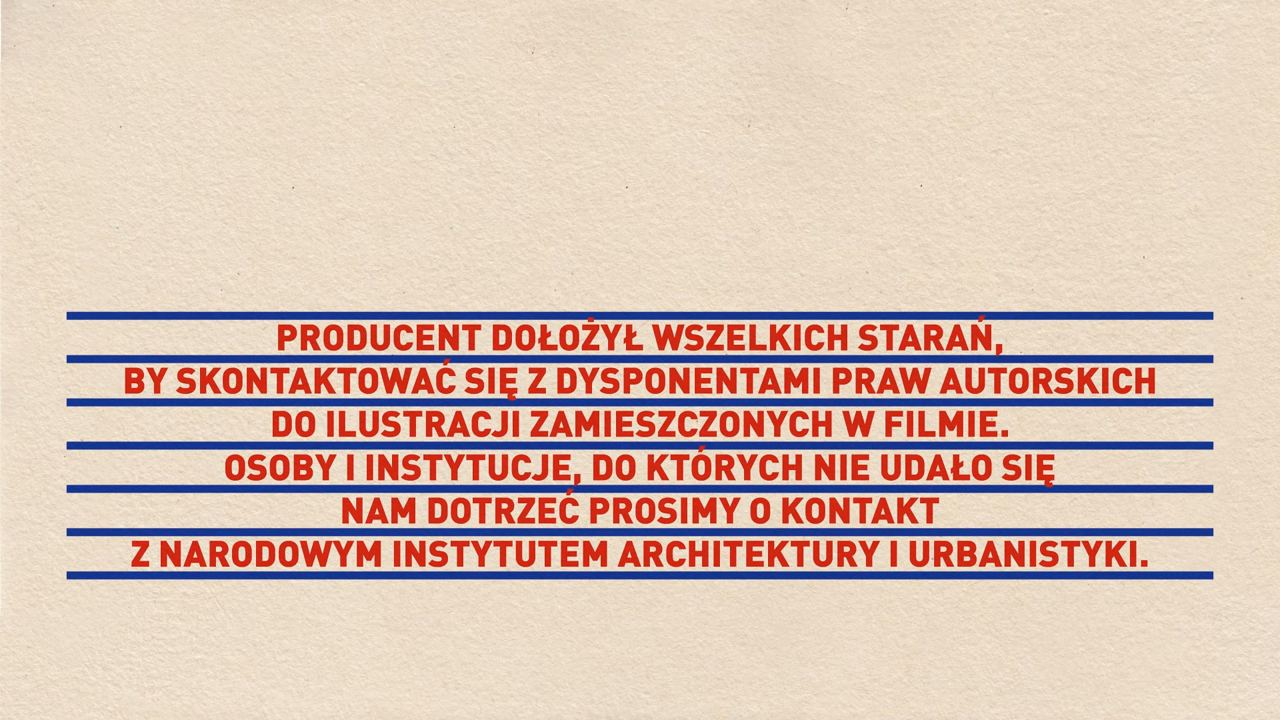 PRODUCENT DOŁOŻYŁ WSZELKICH STARAŃ,
BY SKONTAKTOWAĆ SIĘ Z DYSPONENTAMI PRAW AUTORSKICH
DO ILUSTRACJI ZAMIESZCZONYCH W FILMIE.
OSOBY I INSTYTUCJE, DO KTÓRYCH NIE UDAŁO SIĘ
NAM DOTRZEĆ PROSIMY O KONTAKT
Z NARODOWYM INSTYTUTEM ARCHITEKTURY I URBANISTYKI.